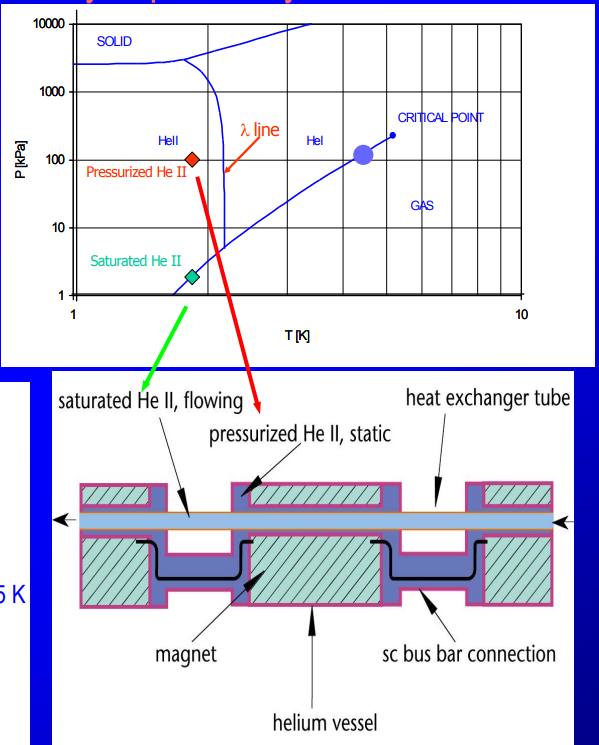 10000
SOLID
1000
CRITICAL POINT
λ line
HeII
HeI
P [kPa]
100
Pressurized He II
GAS
10
Saturated He II
1
1
10
T [K]
saturated He II, flowing
heat exchanger tube
pressurized He II, static
5 K
magnet
sc bus bar connection
helium vessel